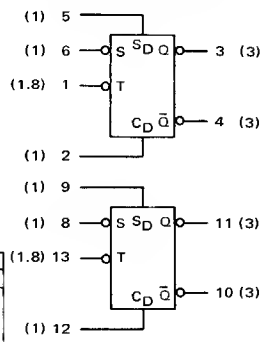 (1) 5
(1) 6 S S_D Q 3 (3)
(1.8) 1 T
C_D Q̄ 4 (3)
(1) 2
(1) 9
(1) 8 S S_D Q 11 (3)
(1.8) 13 T
C_D Q̄ 10 (3)
(1) 12